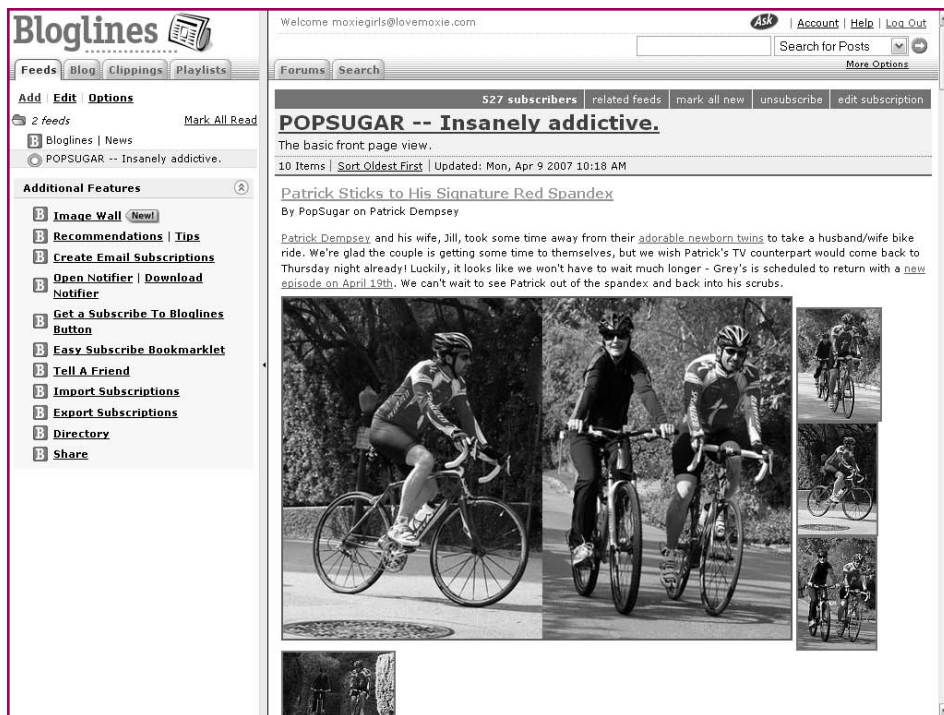 Bloglines
Welcome moxiegirls@lovemoxie.com
Ask | Account | Help | Log Out
Search for Posts
More Options
Feeds Blog Clippings Playlists
Forums Search
Add | Edit | Options
2 feeds Mark All Read
B Bloglines | News
POPSUGAR -- Insanely addictive.
Additional Features
B Image Wall New!
B Recommendations | Tips
B Create Email Subscriptions
B Open Notifier | Download
Notifier
B Get a Subscribe To Bloglines
Button
B Easy Subscribe Bookmarklet
B Tell A Friend
B Import Subscriptions
B Export Subscriptions
B Directory
B Share
527 subscribers | related feeds | mark all new | unsubscribe | edit subscription
POPSUGAR -- Insanely addictive.
The basic front page view.
10 Items | Sort Oldest First | Updated: Mon, Apr 9 2007 10:18 AM
Patrick Sticks to His Signature Red Spandex
By PopSugar on Patrick Dempsey
Patrick Dempsey and his wife, Jill, took some time away from their adorable newborn twins to take a husband/wife bike
ride. We're glad the couple is getting some time to themselves, but we wish Patrick's TV counterpart would come back to
Thursday night already! Luckily, it looks like we won't have to wait much longer - Grey's is scheduled to return with a new
episode on April 19th. We can't wait to see Patrick out of the spandex and back into his scrubs.